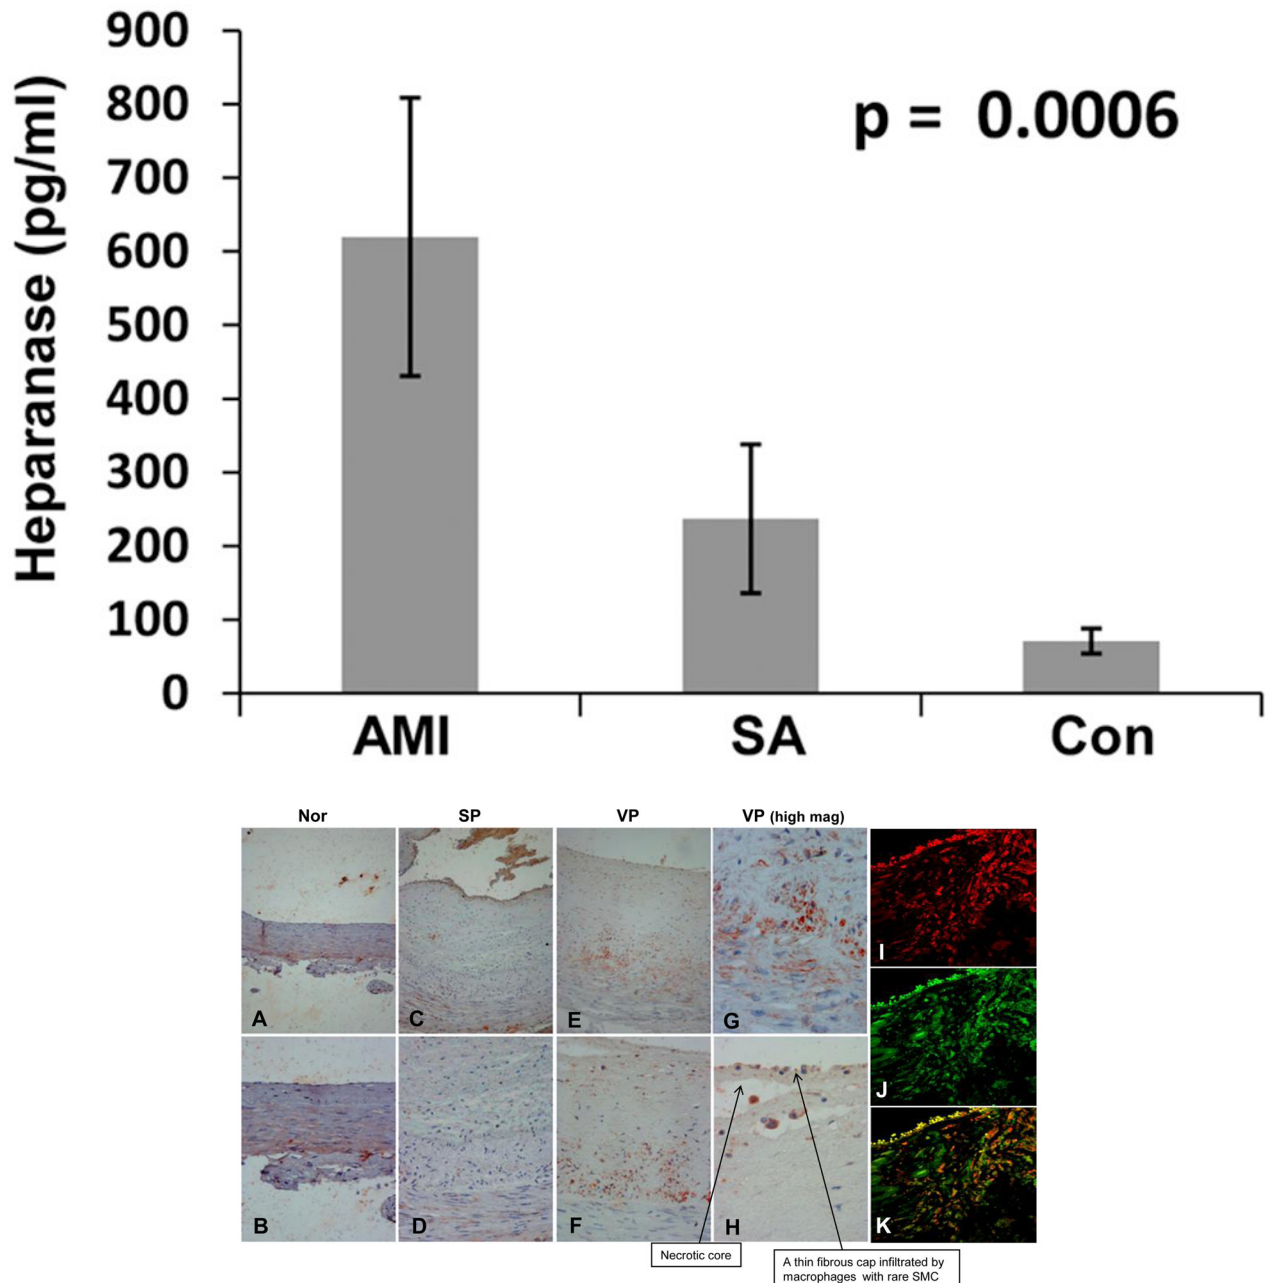 900
800
700
600
500
400
300
200
100
0
Heparanase (pg/ml)
p = 0.0006
AMI SA Con
Nor SP VP VP (high mag)
A C E G I
J
B D F H K
Necrotic core
A thin fibrous cap infiltrated by
macrophages with rare SMC